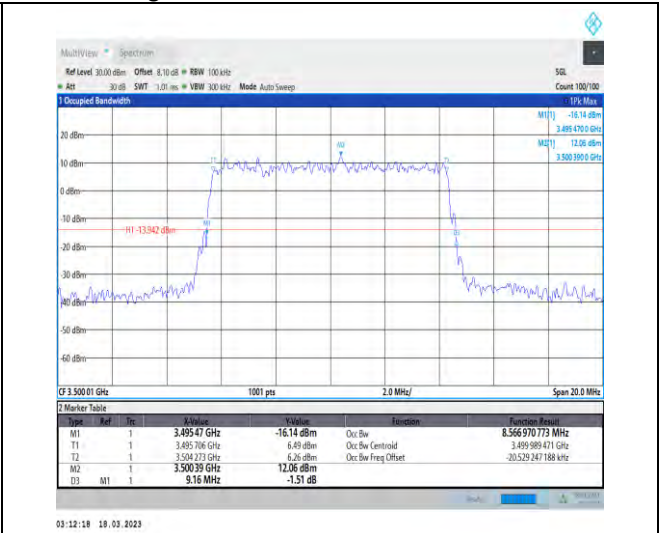 MultiView Spectrum
Ref Level 30.00 dBm Offset 8.10 dB RBW 100 kHz SGL
Att 30 dB SWT 1.01 ms VBW 300 kHz Mode Auto Sweep Count 100/100
1 Occupied Bandwidth 1Pk Max
M1[1] -16.14 dBm
3.495 470 0 GHz
M2[1] 12.06 dBm
3.500 390 0 GHz
20 dBm
M2
T1 T2
10 dBm
0 dBm
-10 dBm
M1
H1 -13.942 dBm
D3
-20 dBm
-30 dBm
-40 dBm
-50 dBm
-60 dBm
CF 3.500 01 GHz 1001 pts 2.0 MHz/ Span 20.0 MHz
2 Marker Table
Type Ref Trc X-Value Y-Value Function Function Result
M1 1 3.495 47 GHz -16.14 dBm Occ Bw 8.566 970 773 MHz
T1 1 3.495 706 GHz 6.49 dBm Occ Bw Centroid 3.499 989 471 GHz
T2 1 3.504 273 GHz 6.26 dBm Occ Bw Freq Offset -20.529 247 188 kHz
M2 1 3.500 39 GHz 12.06 dBm
D3 M1 1 9.16 MHz -1.51 dB
03:12:18 18.03.2023